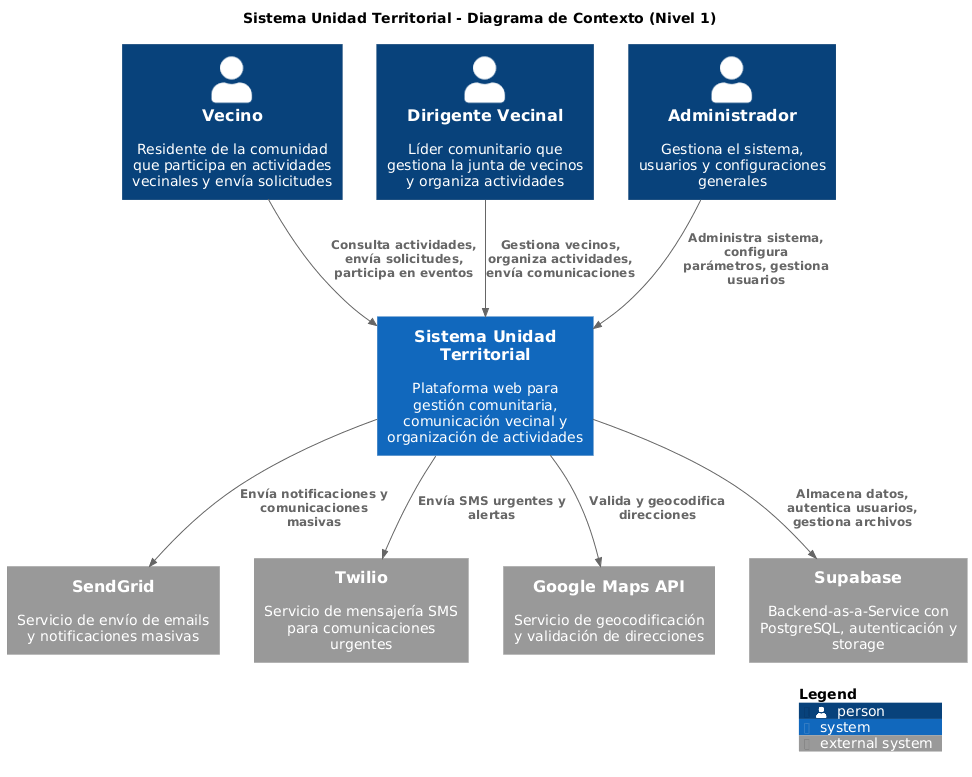 Sistema Unidad Territorial - Diagrama de Contexto (Nivel 1)
Vecino
Residente de la comunidad
que participa en actividades
vecinales y envía solicitudes
Dirigente Vecinal
Líder comunitario que
gestiona la junta de vecinos
y organiza actividades
Administrador
Gestiona el sistema,
usuarios y configuraciones
generales
Consulta actividades,
envía solicitudes,
participa en eventos
Gestiona vecinos,
organiza actividades,
envía comunicaciones
Administra sistema,
configura
parámetros, gestiona
usuarios
Sistema Unidad
Territorial
Plataforma web para
gestión comunitaria,
comunicación vecinal y
organización de actividades
Envía notificaciones y
comunicaciones
masivas
Envía SMS urgentes y
alertas
Valida y geocodifica
direcciones
Almacena datos,
autentica usuarios,
gestiona archivos
SendGrid
Servicio de envío de emails
y notificaciones masivas
Twilio
Servicio de mensajería SMS
para comunicaciones
urgentes
Google Maps API
Servicio de geocodificación
y validación de direcciones
Supabase
Backend-as-a-Service con
PostgreSQL, autenticación y
storage
Legend
person
system
external system